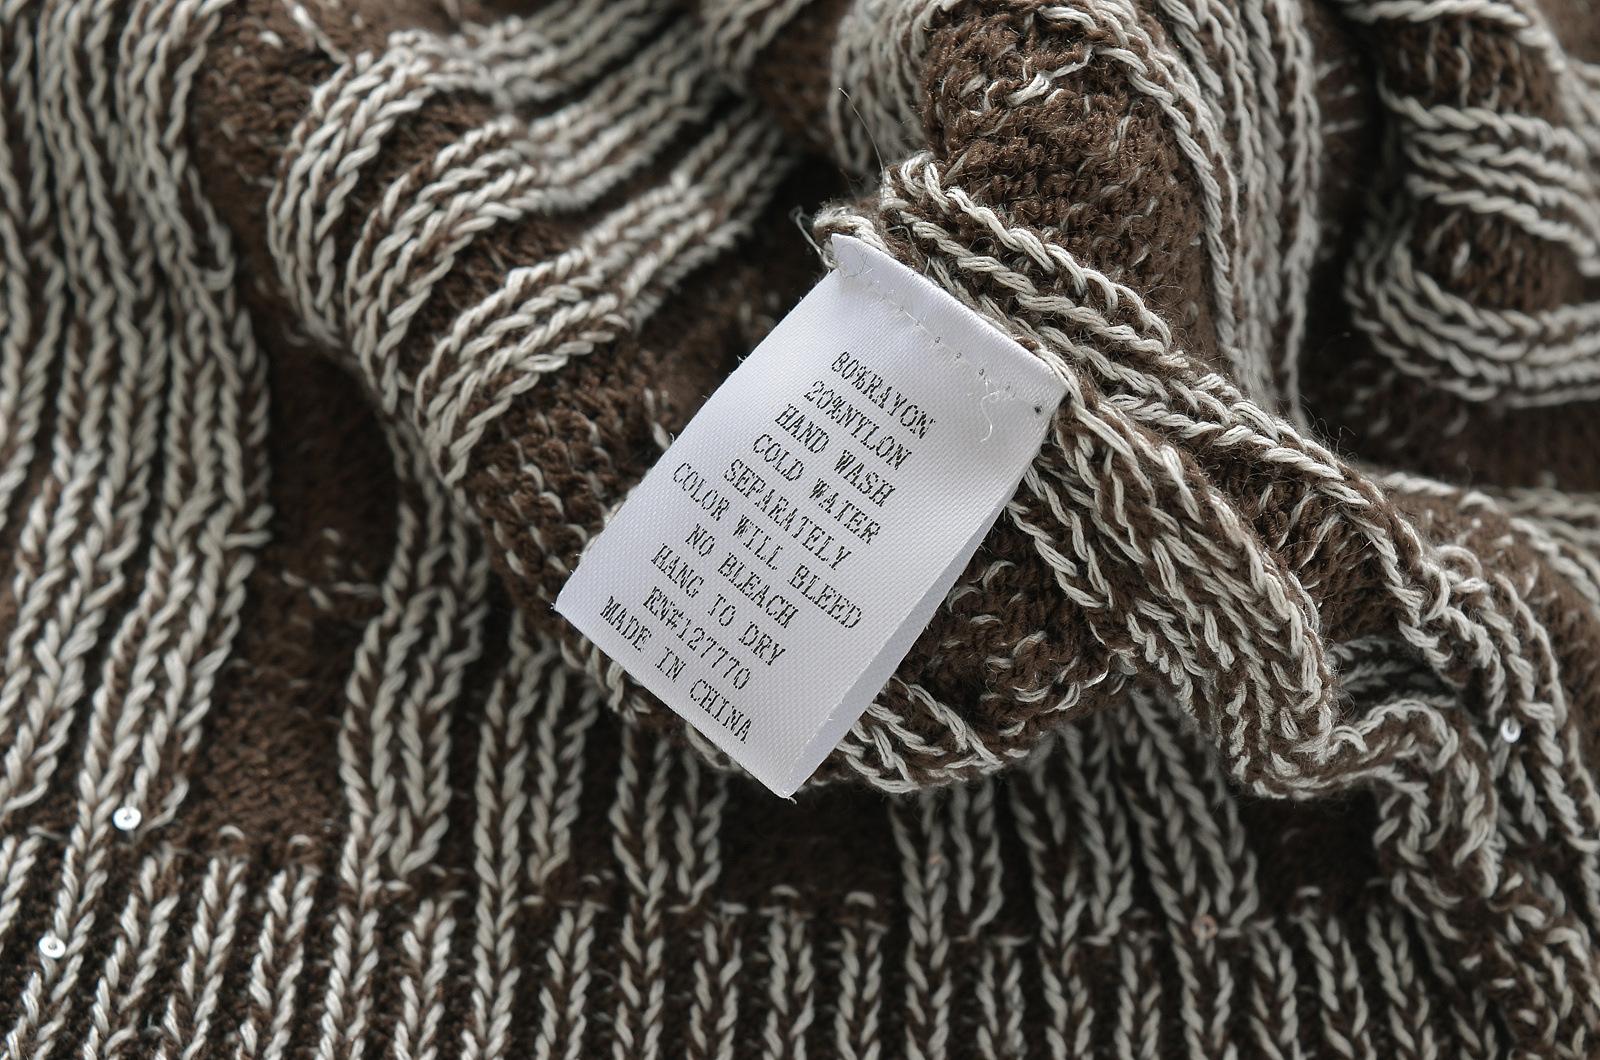 80%RAYON
20%NYLON
HAND WASH
COLD WATER
SEPARATELY
COLOR WILL BLEED
NO BLEACH
HANG TO DRY
RN#127770
MADE IN CHINA